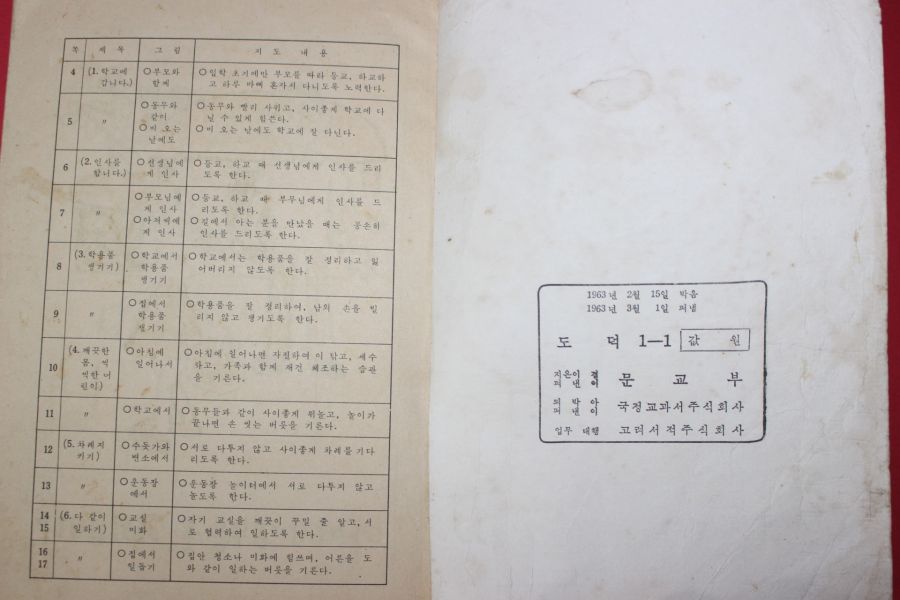 쪽 제 목 그 림 지 도 내 용
4 (1. 학교에 ○부모와 ○입학 초기에만 부모를 따라 등교, 하교하
갑니다.) 함께 고 하루 바삐 혼자서 다니도록 노력한다.
5 〃 ○동무와 ○동무와 빨리 사귀고, 사이좋게 학교에 다
같이 닐 수 있게 힘쓴다.
○비 오는 ○비 오는 날에도 학교에 잘 다닌다.
날에도
6 (2. 인사를 ○선생님에 ○등교, 하교 때 선생님에게 인사를 드리
합니다.) 게 인사 도록 한다.
7 〃 ○부모님에 ○등교, 하교 때 부무님에게 인사를 드
게 인사 리도록 한다.
○아저씨에 ○길에서 아는 분을 만났을 때는 공손히
게 인사 인사를 드리도록 한다.
8 (3. 학용품 ○학교에서 ○학교에서는 학용품을 잘 정리하고 잃
챙기기) 학용품 어버리지 않도록 한다.
챙기기
9 〃 ○집에서 ○학용품을 잘 정리하여, 남의 손을 빌
학용품 리지 않고 챙기도록 한다.
챙기기
10 (4. 깨끗한 ○아침에 ○아침에 일어나면 자진하여 이 닦고, 세수
몸, 씩 일어나서 하고, 가족과 함께 재건 체조하는 습관
씩한 어 을 기른다.
린이)
11 〃 ○학교에서 ○동무들과 같이 사이좋게 뛰놀고, 놀이가
끝나면 손 씻는 버릇을 기른다.
12 (5. 차례지 ○수돗가와 ○서로 다투지 않고 사이좋게 차례를 기다
키기) 변소에서 리도록 한다.
13 〃 ○운동장 ○운동장 놀이터에서 서로 다투지 않고
에서 놀도록 한다.
14 (6. 다 같이 ○교실 ○자기 교실을 깨끗이 꾸밀 줄 알고, 서
15 일하기) 미화 로 협력하여 일하도록 한다.
16 〃 ○집에서 ○집안 청소나 미화에 힘쓰며, 어른을 도
17 일돕기 와 같이 일하는 버릇을 기른다.
1963년 2월 15일 박음
1963년 3월 1일 펴냄
도 덕 1—1 값 원
지은이 겸
펴 낸 이 문 교 부
의 박 아
펴 낸 이 국정교과서주식회사
업무 대행 고려서적주식회사